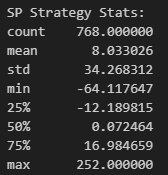 SP Strategy Stats:
count    768.000000
mean       8.033026
std       34.268312
min      -64.117647
25%      -12.189815
50%        0.072464
75%       16.984659
max      252.000000